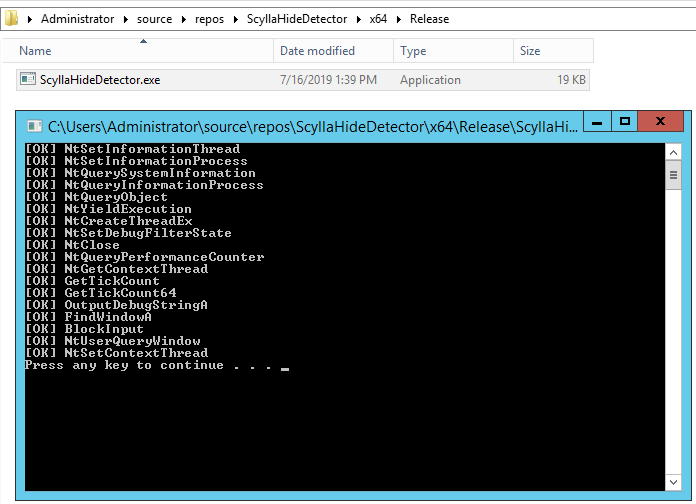 Administrator source repos ScyllaHideDetector x64 Release
Name Date modified Type Size
ScyllaHideDetector.exe 7/16/2019 1:39 PM Application 19 KB
C:\Users\Administrator\source\repos\ScyllaHideDetector\x64\Release\ScyllaHi...
[OK] NtSetInformationThread
[OK] NtSetInformationProcess
[OK] NtQuerySystemInformation
[OK] NtQueryInformationProcess
[OK] NtQueryObject
[OK] NtYieldExecution
[OK] NtCreateThreadEx
[OK] NtSetDebugFilterState
[OK] NtClose
[OK] NtQueryPerformanceCounter
[OK] NtGetContextThread
[OK] GetTickCount
[OK] GetTickCount64
[OK] OutputDebugStringA
[OK] FindWindowA
[OK] BlockInput
[OK] NtUserQueryWindow
[OK] NtSetContextThread
Press any key to continue . . . _